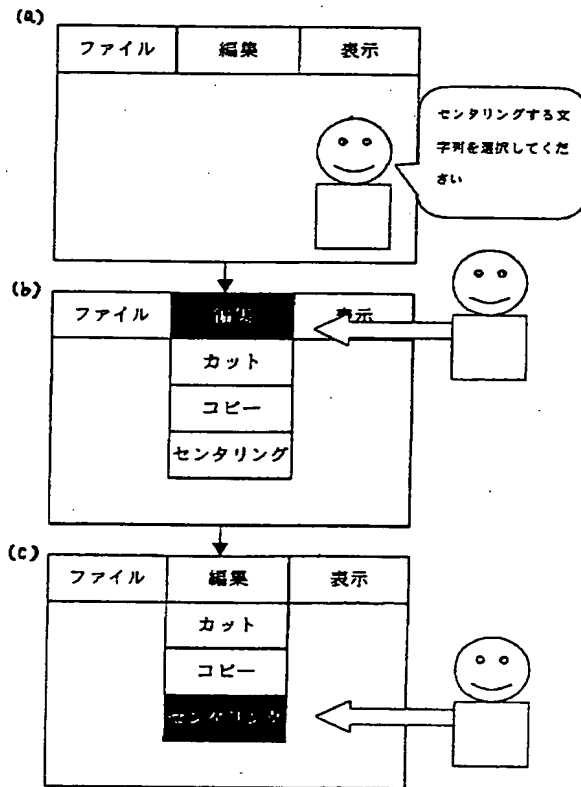 (a)
ファイル 編集 表示
センタリングする文
字列を選択してくだ
さい
(b)
ファイル 編集 表示
カット
コピー
センタリング
(c)
ファイル 編集 表示
カット
コピー
センタリング